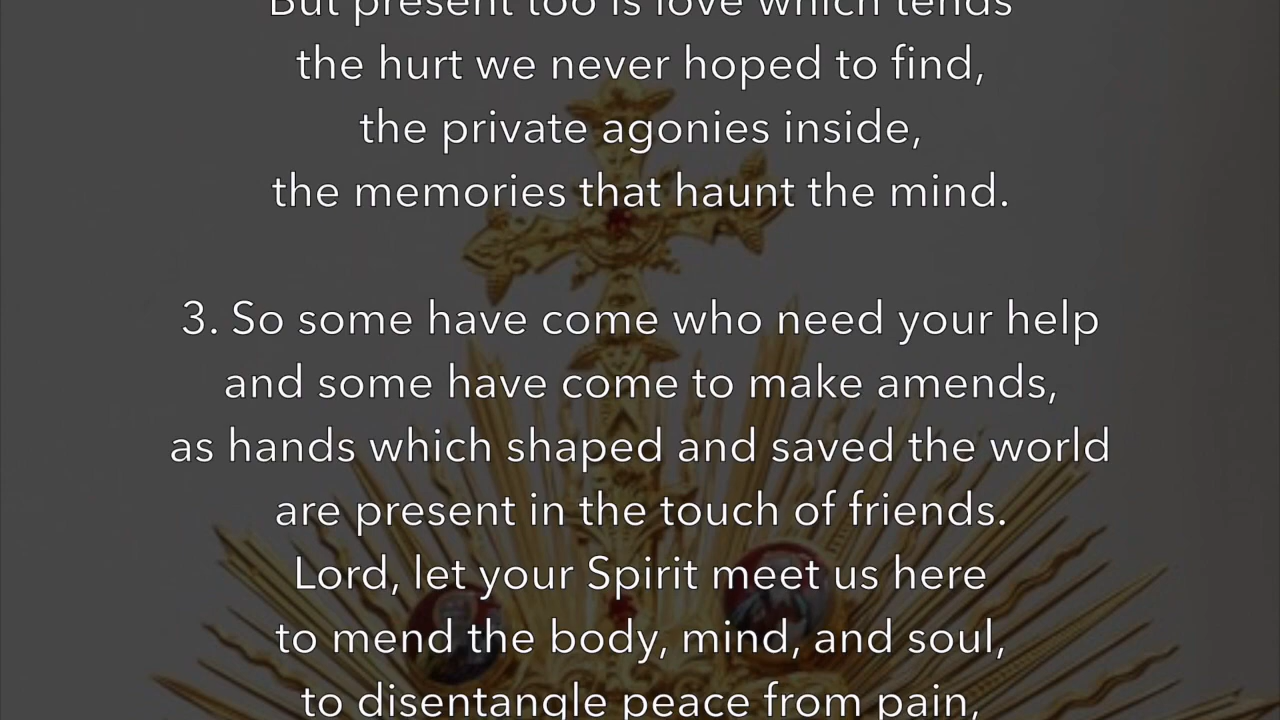 But present too is love which tends
the hurt we never hoped to find,
the private agonies inside,
the memories that haunt the mind.
3. So some have come who need your help
and some have come to make amends,
as hands which shaped and saved the world
are present in the touch of friends.
Lord, let your Spirit meet us here
to mend the body, mind, and soul,
to disentangle peace from pain,